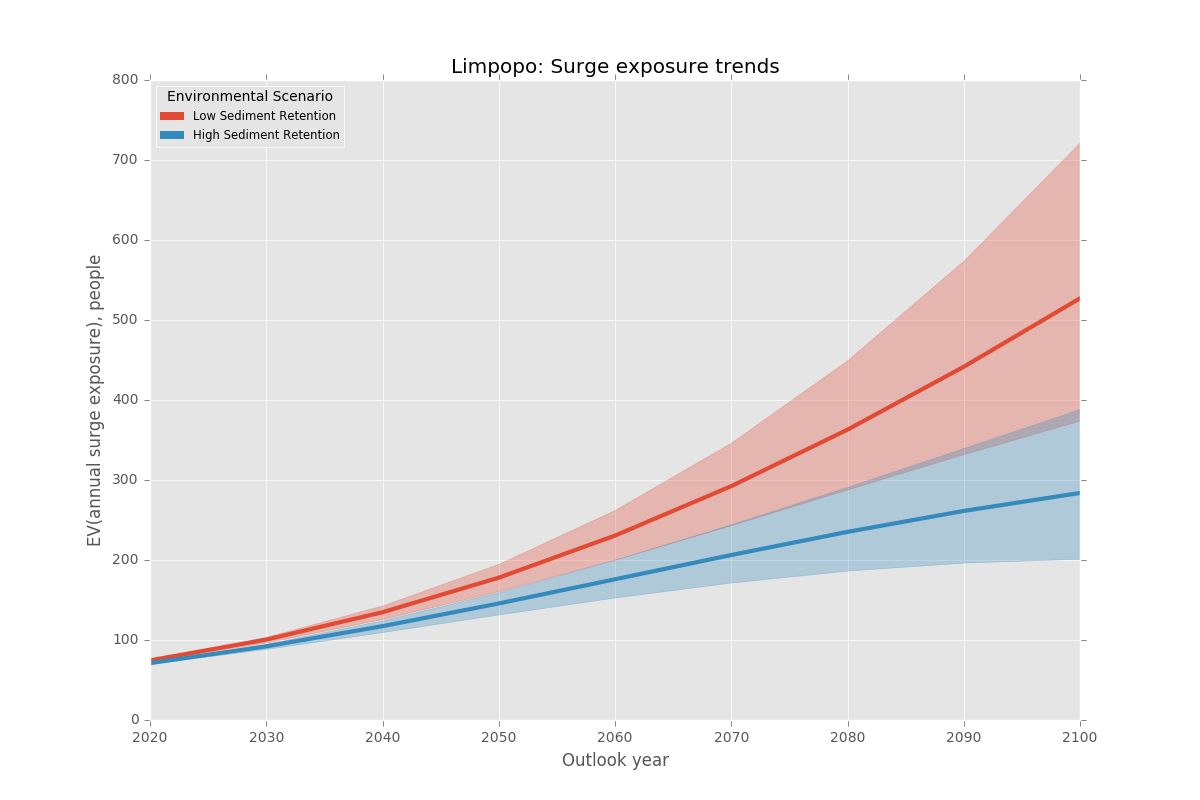 Limpopo: Surge exposure trends
Environmental Scenario
Low Sediment Retention
High Sediment Retention
EV(annual surge exposure), people
800
700
600
500
400
300
200
100
0
2020 2030 2040 2050 2060 2070 2080 2090 2100
Outlook year